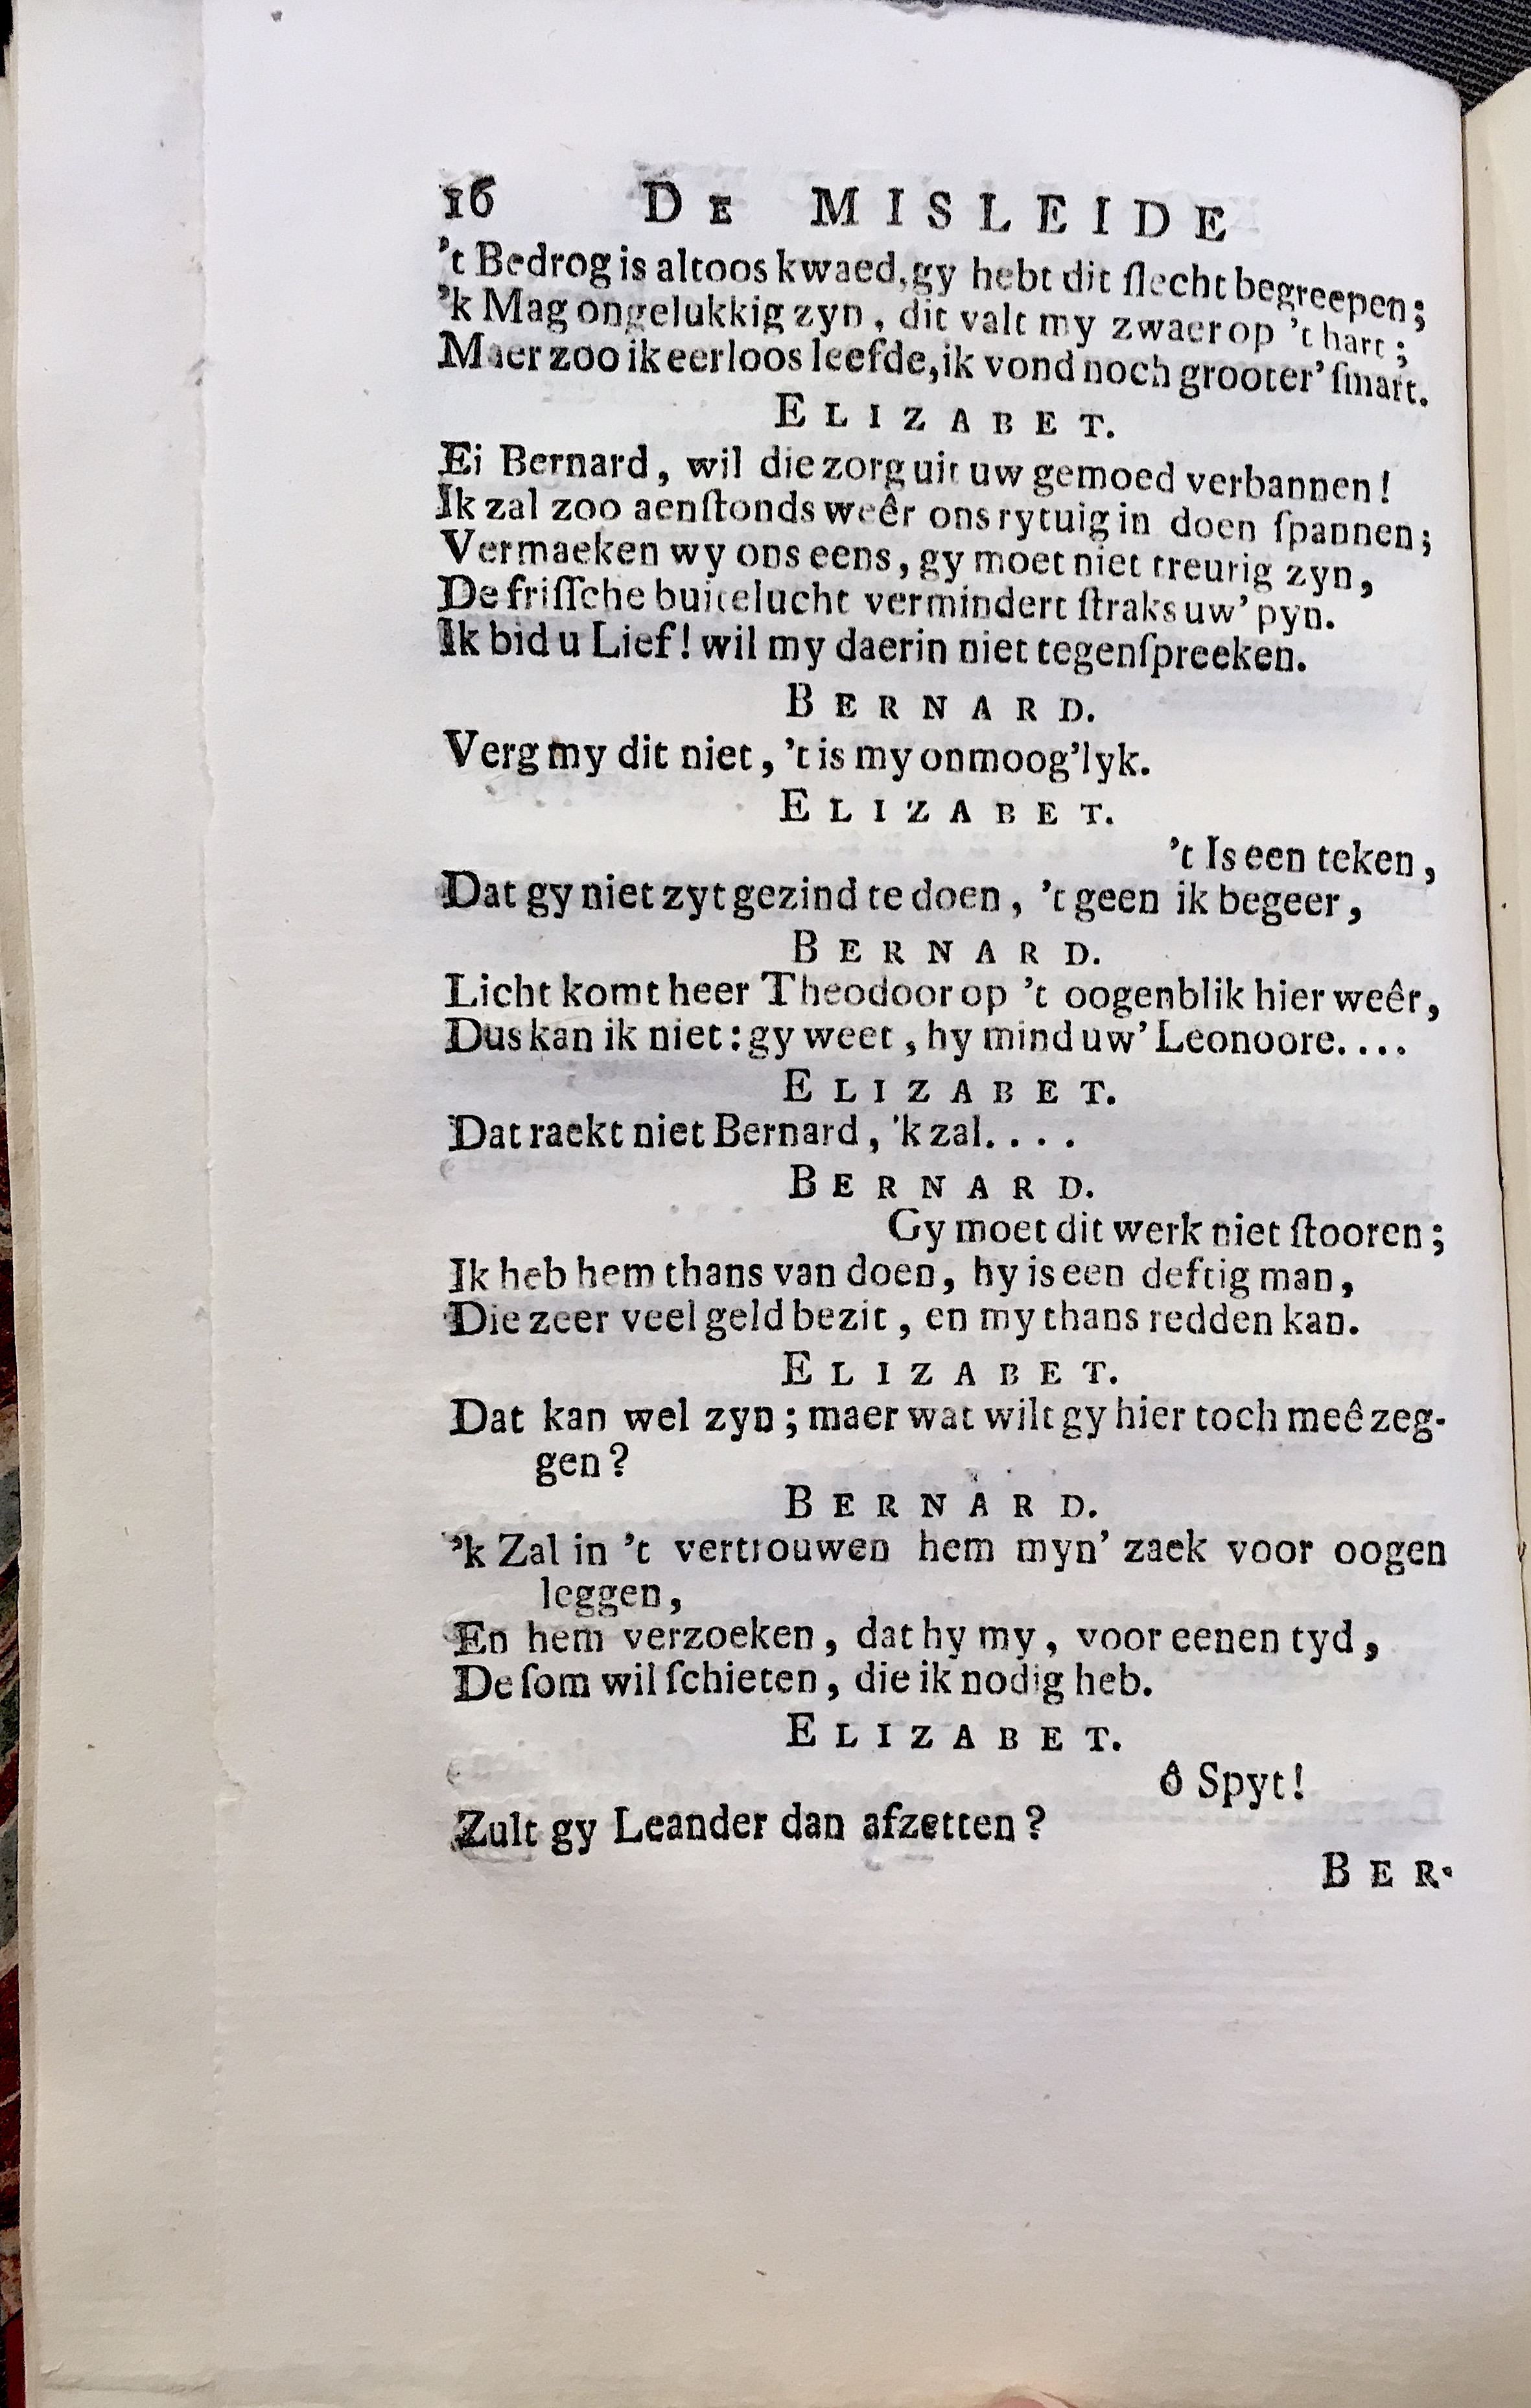 16 DE MISLEIDE
't Bedrog is altoos kwaed, gy hebt dit ſlecht begreepen;
'k Mag ongelukkig zyn, dit valt my zwaer op 't hart;
Maer zoo ik eerloos leefde, ik vond noch grooter' ſmart.
ELIZABET.
Ei Bernard, wil die zorg uit uw gemoed verbannen!
Ik zal zoo aenſtonds weêr ons rytuig in doen ſpannen;
Vermaeken wy ons eens, gy moet niet treurig zyn,
De friſſche buitelucht vermindert ſtraks uw' pyn.
Ik bid u Lief! wil my daerin niet tegenſpreeken.
BERNARD.
Verg my dit niet, 't is my onmoog'lyk.
ELIZABET.
't Is een teken,
Dat gy niet zyt gezind te doen, 't geen ik begeer,
BERNARD.
Licht komt heer Theodoor op 't oogenblik hier weêr,
Dus kan ik niet: gy weet, hy mind uw' Leonoore....
ELIZABET.
Dat raekt niet Bernard, 'k zal....
BERNARD.
Gy moet dit werk niet ſtooren;
Ik heb hem thans van doen, hy is een deftig man,
Die zeer veel geld bezit, en my thans redden kan.
ELIZABET.
Dat kan wel zyn; maer wat wilt gy hier toch meê zeg-
gen?
BERNARD.
'k Zal in 't vertrouwen hem myn' zaek voor oogen
leggen,
En hem verzoeken, dat hy my, voor eenen tyd,
De ſom wil ſchieten, die ik nodig heb.
ELIZABET.
ô Spyt!
Zult gy Leander dan afzetten?
BER-